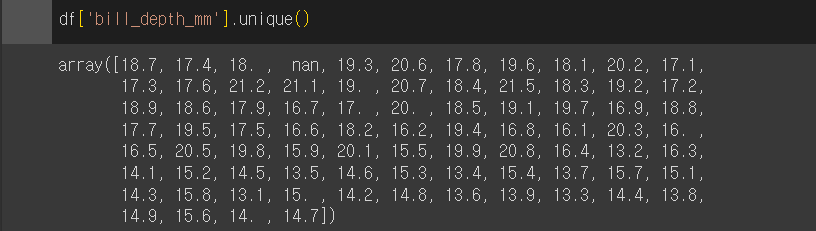 df['bill_depth_mm'].unique()
array([18.7, 17.4, 18. ,  nan, 19.3, 20.6, 17.8, 19.6, 18.1, 20.2, 17.1,
17.3, 17.6, 21.2, 21.1, 19. , 20.7, 18.4, 21.5, 18.3, 19.2, 17.2,
18.9, 18.6, 17.9, 16.7, 17. , 20. , 18.5, 19.1, 19.7, 16.9, 18.8,
17.7, 19.5, 17.5, 16.6, 18.2, 16.2, 19.4, 16.8, 16.1, 20.3, 16. ,
16.5, 20.5, 19.8, 15.9, 20.1, 15.5, 19.9, 20.8, 16.4, 13.2, 16.3,
14.1, 15.2, 14.5, 13.5, 14.6, 15.3, 13.4, 15.4, 13.7, 15.7, 15.1,
14.3, 15.8, 13.1, 15. , 14.2, 14.8, 13.6, 13.9, 13.3, 14.4, 13.8,
14.9, 15.6, 14. , 14.7])